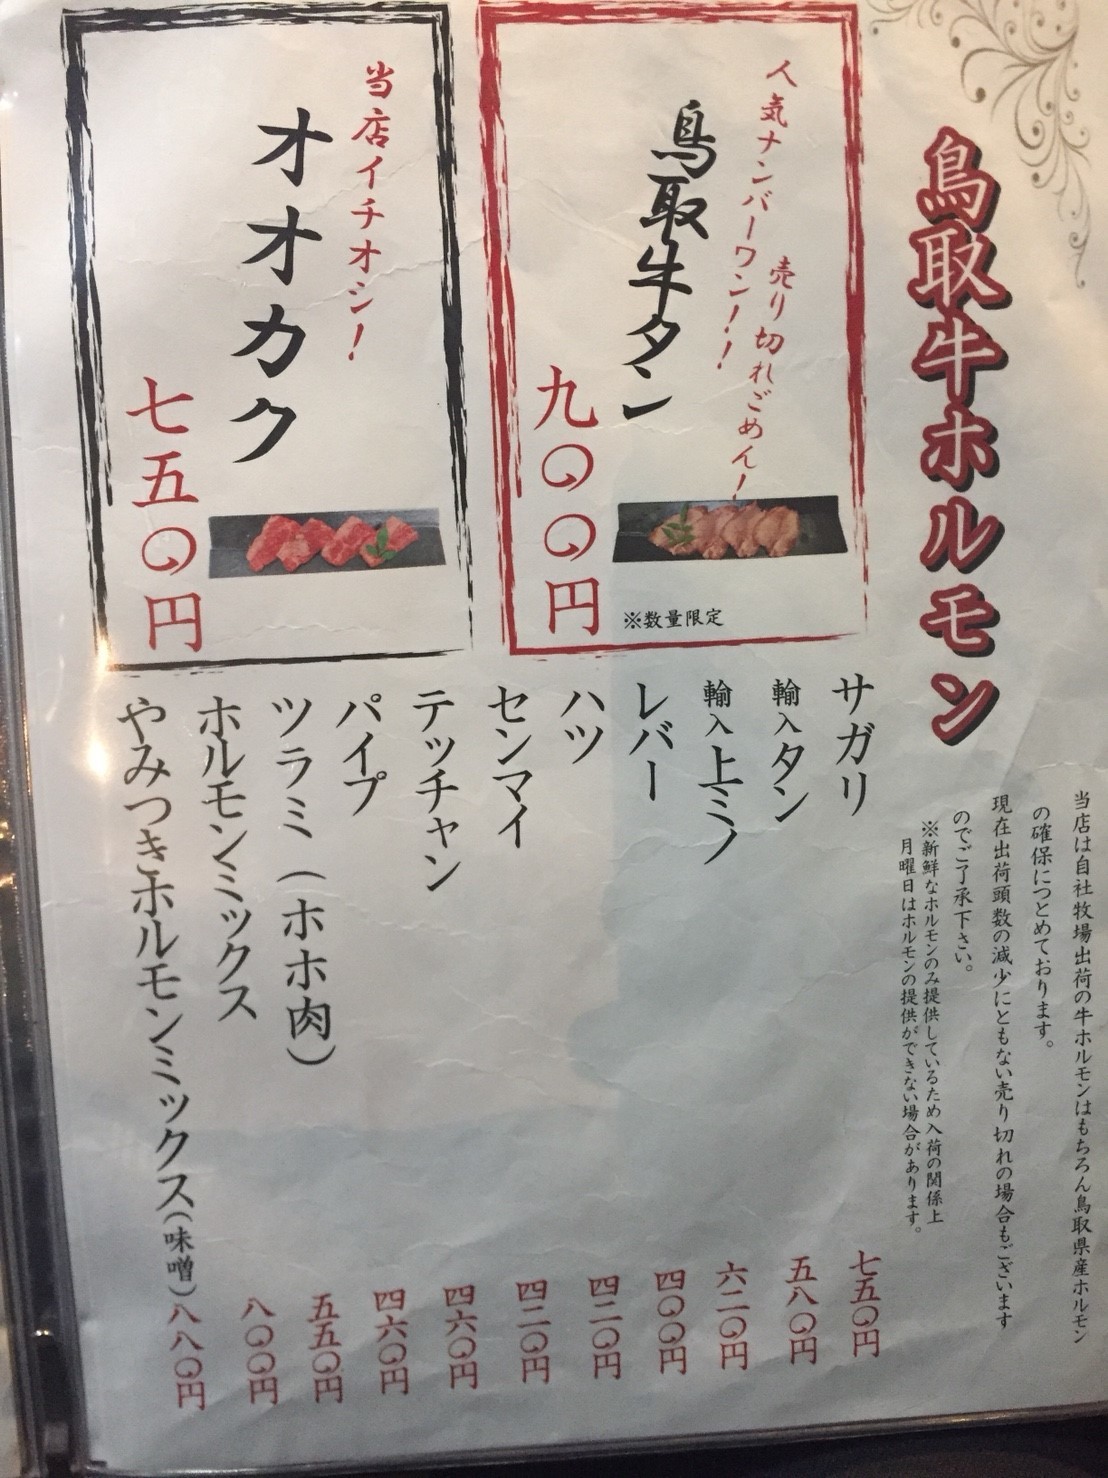 鳥取牛ホルモン
当店は自社牧場出荷の牛ホルモンはもちろん鳥取県産ホルモン
の確保につとめております。
現在出荷頭数の減少にともない売り切れの場合もございます
のでご了承下さい。
※新鮮なホルモンのみ提供しているため入荷の関係上
月曜日はホルモンの提供ができない場合があります。
人気ナンバーワン!!
売り切れごめん!
鳥取牛タン
九〇〇円
※数量限定
当店イチオシ!
オオカク
七五〇円
サガリ 七五〇円
輸入タン 五八〇円
輸入上ミノ 六二〇円
レバー 四〇〇円
ハツ 四二〇円
センマイ 四二〇円
テッチャン 四六〇円
パイプ 四六〇円
ツラミ(ホホ肉) 五五〇円
ホルモンミックス 八〇〇円
やみつきホルモンミックス(味噌) 八八〇円